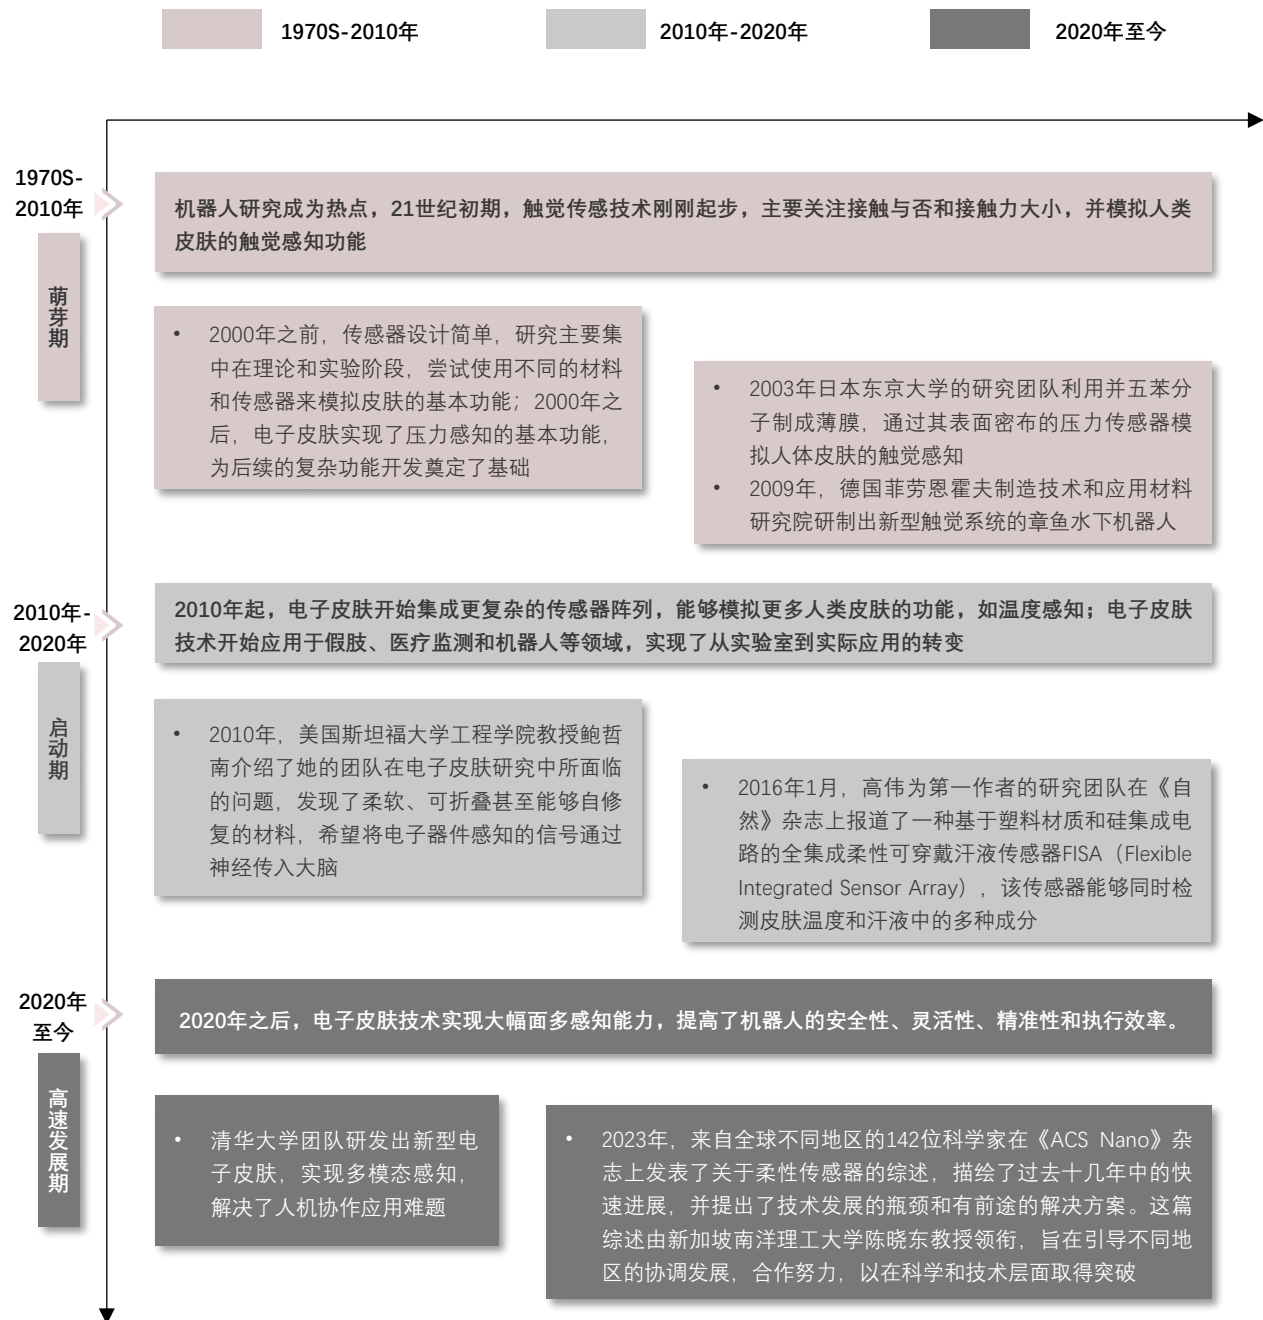 1970S-2010年
2010年-2020年
2020年至今
1970S-
2010年
萌芽期
机器人研究成为热点，21世纪初期，触觉传感技术刚刚起步，主要关注接触与否和接触力大小，并模拟人类
皮肤的触觉感知功能
• 2000年之前，传感器设计简单，研究主要集
中在理论和实验阶段，尝试使用不同的材料
和传感器来模拟皮肤的基本功能；2000年之
后，电子皮肤实现了压力感知的基本功能，
为后续的复杂功能开发奠定了基础
• 2003年日本东京大学的研究团队利用并五苯分
子制成薄膜，通过其表面密布的压力传感器模
拟人体皮肤的触觉感知
• 2009年，德国菲劳恩霍夫制造技术和应用材料
研究院研制出新型触觉系统的章鱼水下机器人
2010年-
2020年
启动期
2010年起，电子皮肤开始集成更复杂的传感器阵列，能够模拟更多人类皮肤的功能，如温度感知；电子皮肤
技术开始应用于假肢、医疗监测和机器人等领域，实现了从实验室到实际应用的转变
• 2010年，美国斯坦福大学工程学院教授鲍哲
南介绍了她的团队在电子皮肤研究中所面临
的问题，发现了柔软、可折叠甚至能够自修
复的材料，希望将电子器件感知的信号通过
神经传入大脑
• 2016年1月，高伟为第一作者的研究团队在《自
然》杂志上报道了一种基于塑料材质和硅集成电
路的全集成柔性可穿戴汗液传感器FISA（Flexible
Integrated Sensor Array），该传感器能够同时检
测皮肤温度和汗液中的多种成分
2020年
至今
高速发展期
2020年之后，电子皮肤技术实现大幅面多感知能力，提高了机器人的安全性、灵活性、精准性和执行效率。
• 清华大学团队研发出新型电
子皮肤，实现多模态感知，
解决了人机协作应用难题
• 2023年，来自全球不同地区的142位科学家在《ACS Nano》杂
志上发表了关于柔性传感器的综述，描绘了过去十几年中的快
速进展，并提出了技术发展的瓶颈和有前途的解决方案。这篇
综述由新加坡南洋理工大学陈晓东教授领衔，旨在引导不同地
区的协调发展，合作努力，以在科学和技术层面取得突破